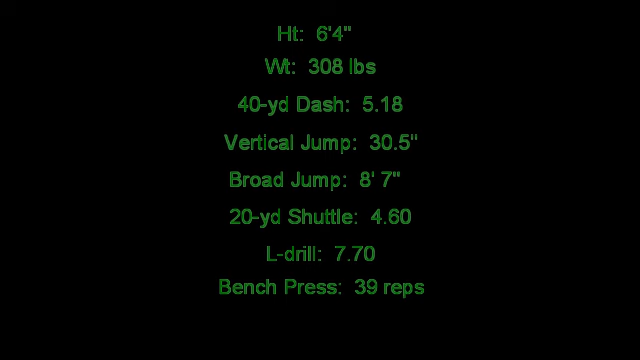 Ht:  6'4"
Wt:  308 lbs
40-yd Dash:  5.18
Vertical Jump:  30.5"
Broad Jump:  8' 7"
20-yd Shuttle:  4.60
L-drill:  7.70
Bench Press:  39 reps